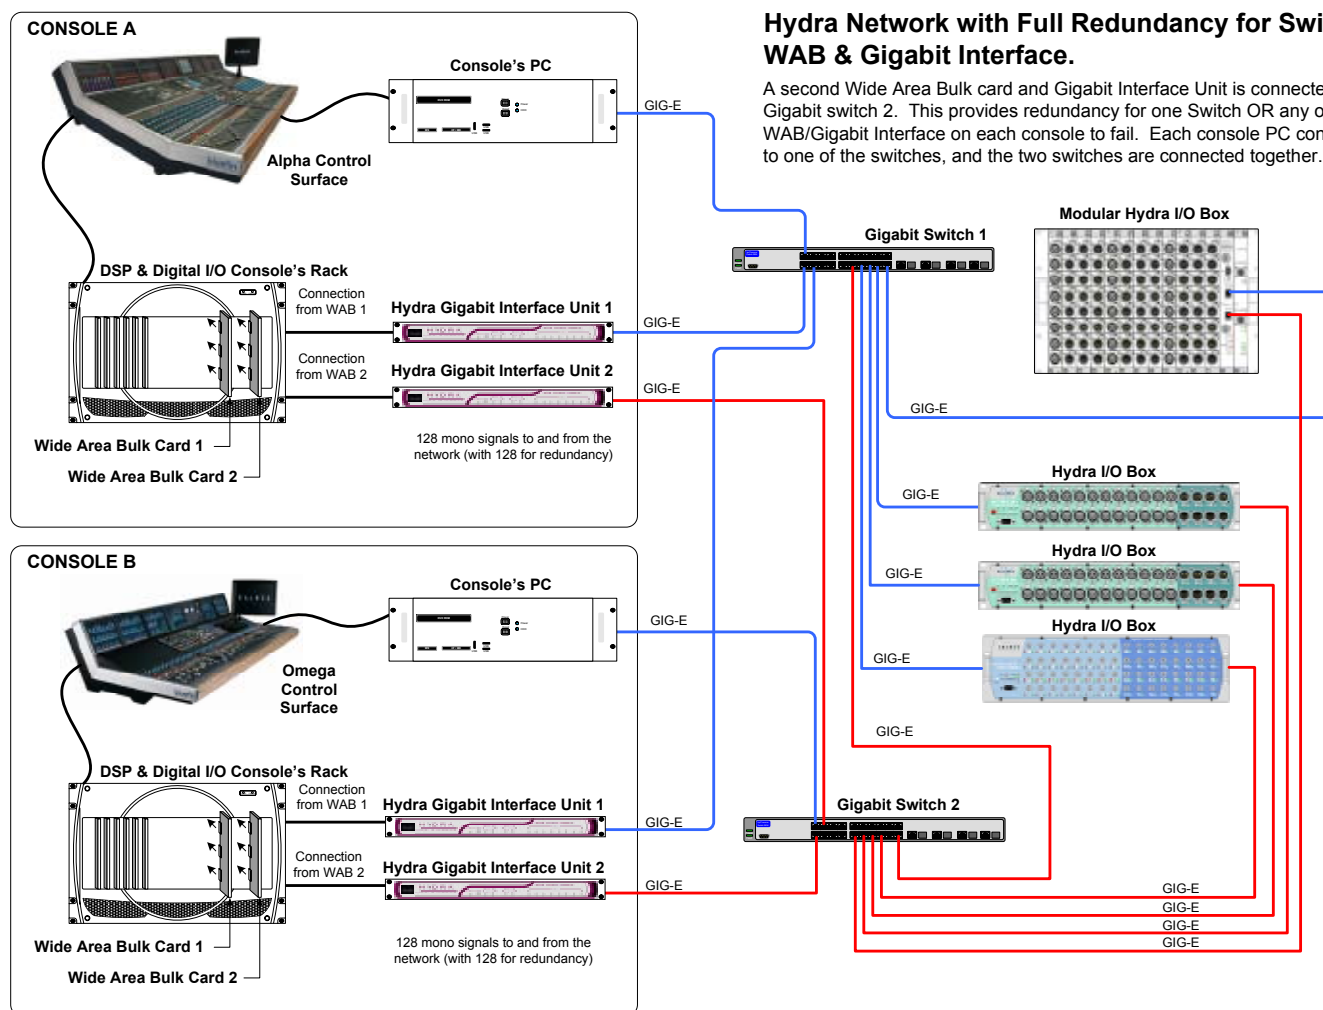 Hydra Network with Full Redundancy for Swi
WAB & Gigabit Interface.
A second Wide Area Bulk card and Gigabit Interface Unit is connecte
Gigabit switch 2. This provides redundancy for one Switch OR any o
WAB/Gigabit Interface on each console to fail. Each console PC con
to one of the switches, and the two switches are connected together.
CONSOLE A
Console's PC
GIG-E
Alpha Control
Surface
DSP & Digital I/O Console's Rack
Connection
from WAB 1
Hydra Gigabit Interface Unit 1
GIG-E
Connection
from WAB 2
Hydra Gigabit Interface Unit 2
GIG-E
Wide Area Bulk Card 1
Wide Area Bulk Card 2
128 mono signals to and from the
network (with 128 for redundancy)
Gigabit Switch 1
Modular Hydra I/O Box
GIG-E
Hydra I/O Box
GIG-E
Hydra I/O Box
GIG-E
Hydra I/O Box
GIG-E
GIG-E
CONSOLE B
Console's PC
GIG-E
Omega
Control
Surface
DSP & Digital I/O Console's Rack
Connection
from WAB 1
Hydra Gigabit Interface Unit 1
GIG-E
Connection
from WAB 2
Hydra Gigabit Interface Unit 2
GIG-E
Wide Area Bulk Card 1
Wide Area Bulk Card 2
128 mono signals to and from the
network (with 128 for redundancy)
Gigabit Switch 2
GIG-E
GIG-E
GIG-E
GIG-E